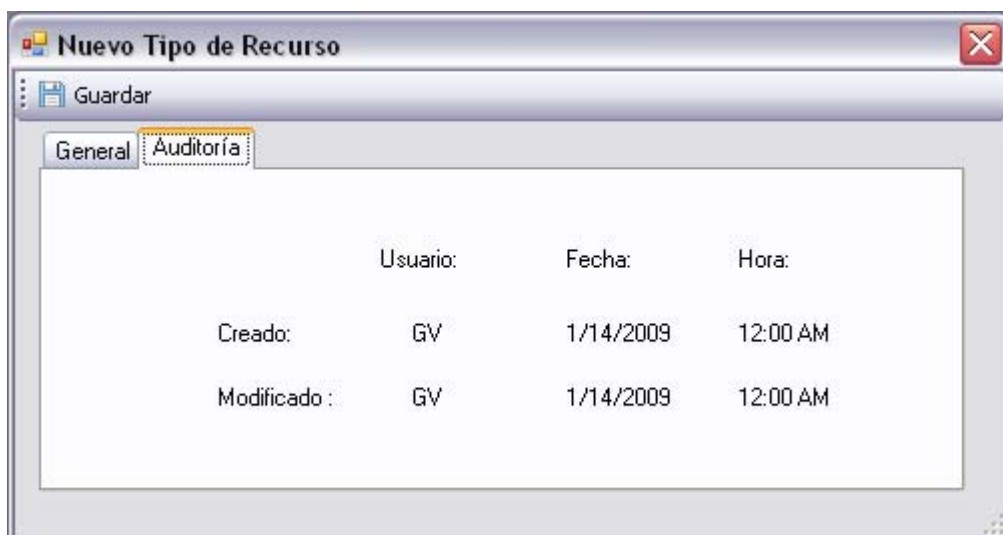 Nuevo Tipo de Recurso
Guardar
General Auditoría
Usuario: Fecha: Hora:
Creado: GV 1/14/2009 12:00 AM
Modificado : GV 1/14/2009 12:00 AM